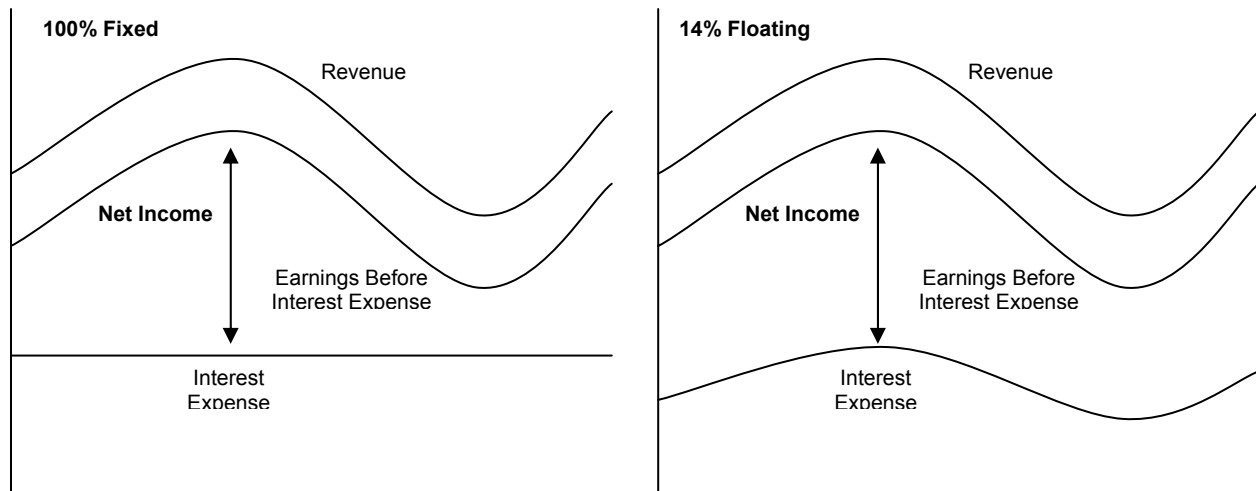 100% Fixed
Revenue
Net Income
Earnings Before
Interest Expense
Interest
Expense
14% Floating
Revenue
Net Income
Earnings Before
Interest Expense
Interest
Expense